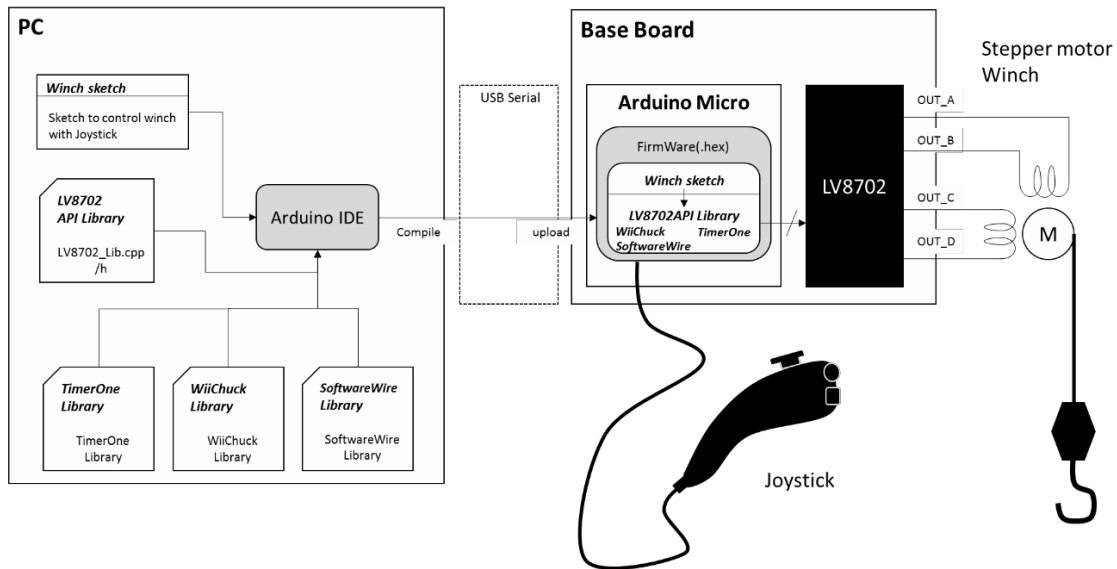 PC
Winch sketch
Sketch to control winch
with Joystick
LV8702
API Library
LV8702_Lib.cpp
/h
Arduino IDE
TimerOne
Library
TimerOne
Library
WiiChuck
Library
WiiChuck
Library
SoftwareWire
Library
SoftwareWire
Library
Compile
USB Serial
upload
Base Board
Arduino Micro
FirmWare(.hex)
Winch sketch
LV8702API Library
WiiChuck TimerOne
SoftwareWire
LV8702
OUT_A
OUT_B
OUT_C
OUT_D
Stepper motor
Winch
M
Joystick